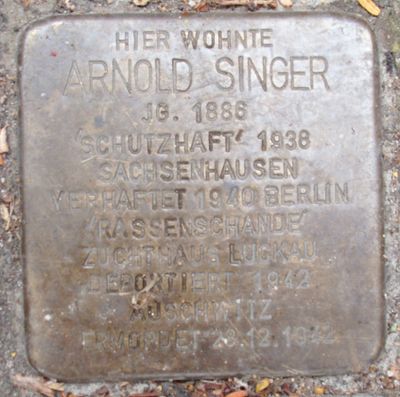 HIER WOHNTE
ARNOLD SINGER
JG. 1886
'SCHUTZHAFT' 1938
SACHSENHAUSEN
VERHAFTET 1940 BERLIN
'RASSENSCHANDE'
ZUCHTHAUS LUCKAU
DEPORTIERT 1942
AUSCHWITZ
ERMORDET 28.12.1942